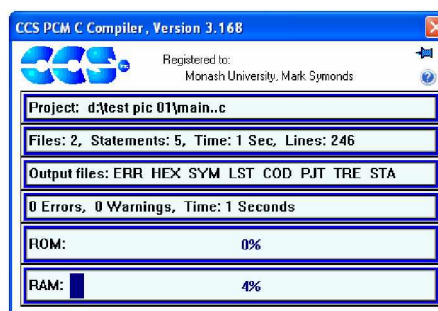 CCS PCM C Compiler, Version 3.168
CCS inc
Registered to:
Monash University, Mark Symonds
Project: d:\test pic 01\main..c
Files: 2, Statements: 5, Time: 1 Sec, Lines: 246
Output files: ERR HEX SYM LST COD PJT TRE STA
0 Errors, 0 Warnings, Time: 1 Seconds
ROM: 0%
RAM: 4%